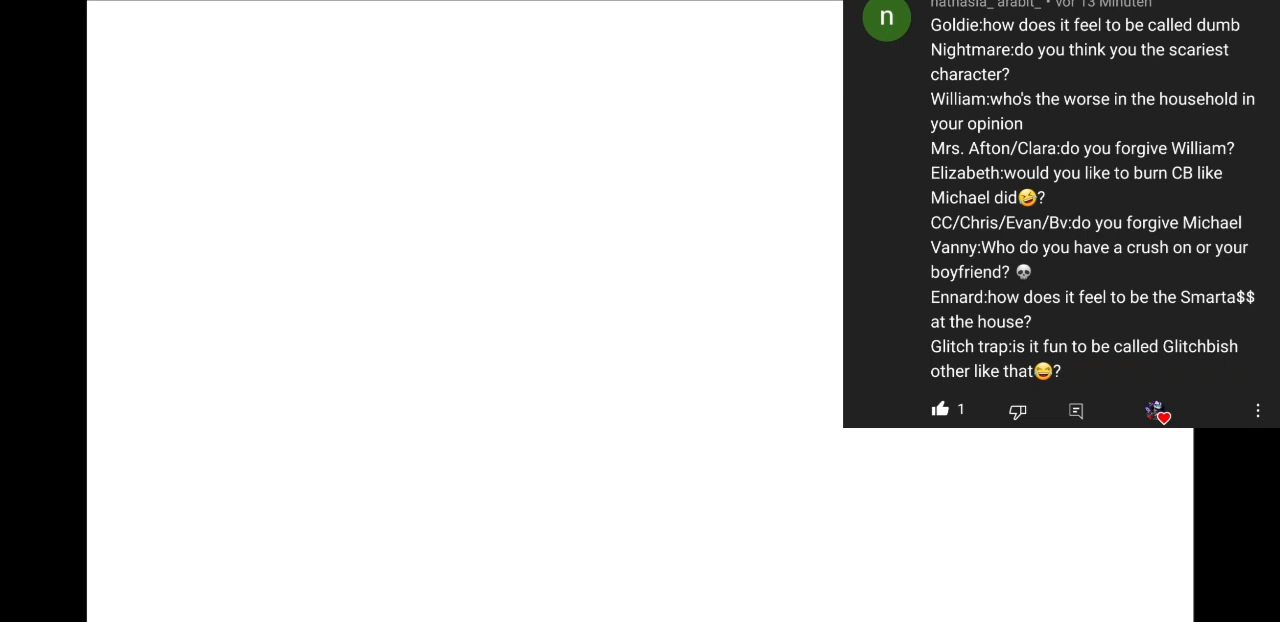 n
nathasia_ arabit_ • vor 13 Minuten
Goldie:how does it feel to be called dumb
Nightmare:do you think you the scariest
character?
William:who's the worse in the household in
your opinion
Mrs. Afton/Clara:do you forgive William?
Elizabeth:would you like to burn CB like
Michael did🤣?
CC/Chris/Evan/Bv:do you forgive Michael
Vanny:Who do you have a crush on or your
boyfriend? 💀
Ennard:how does it feel to be the Smarta$$
at the house?
Glitch trap:is it fun to be called Glitchbish
other like that😂?
1